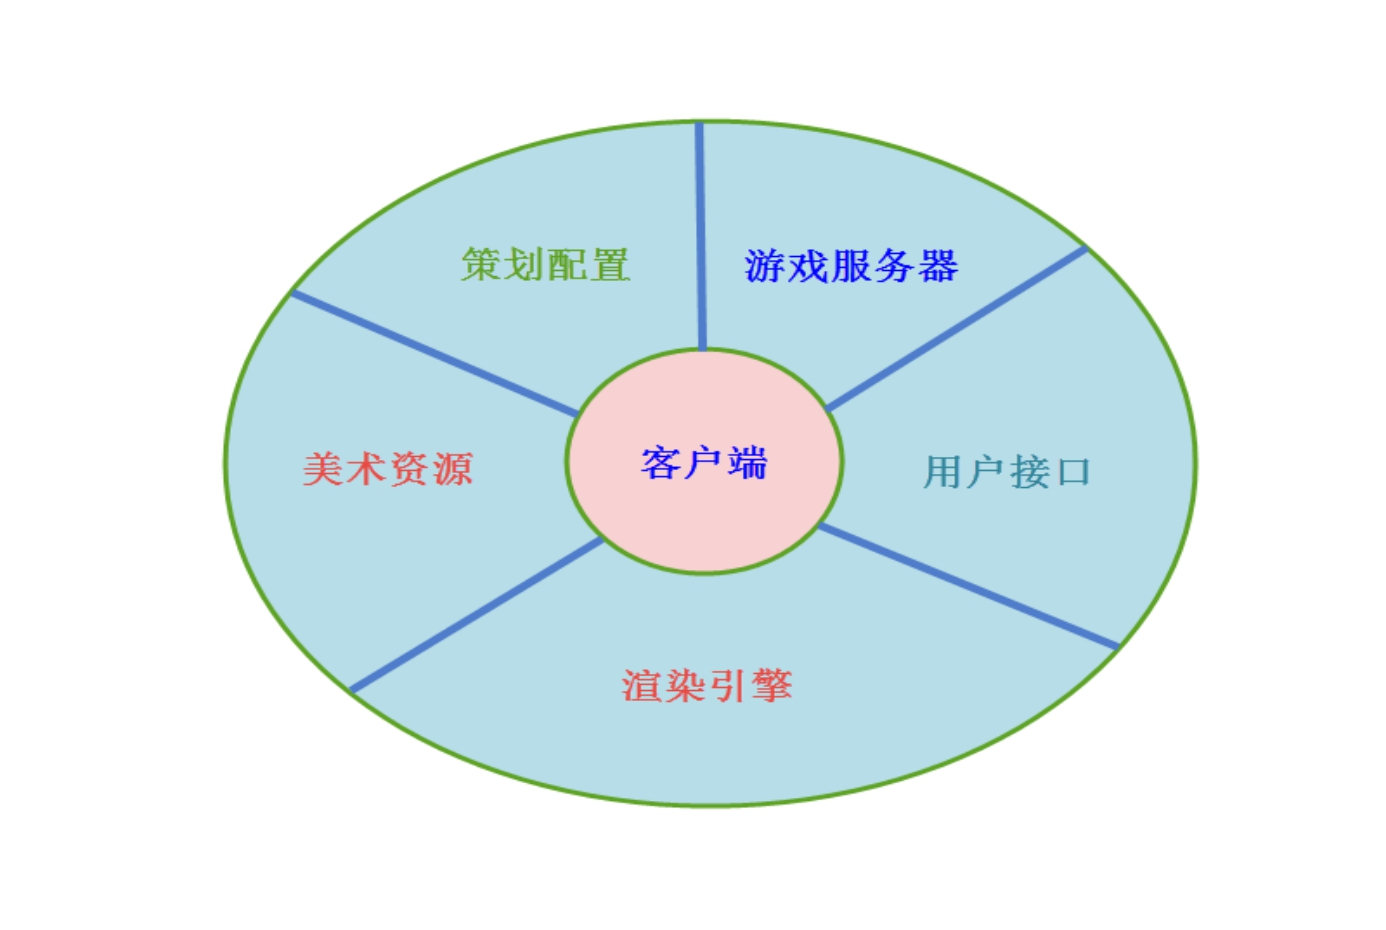 策划配置
游戏服务器
美术资源
客户端
用户接口
渲染引擎